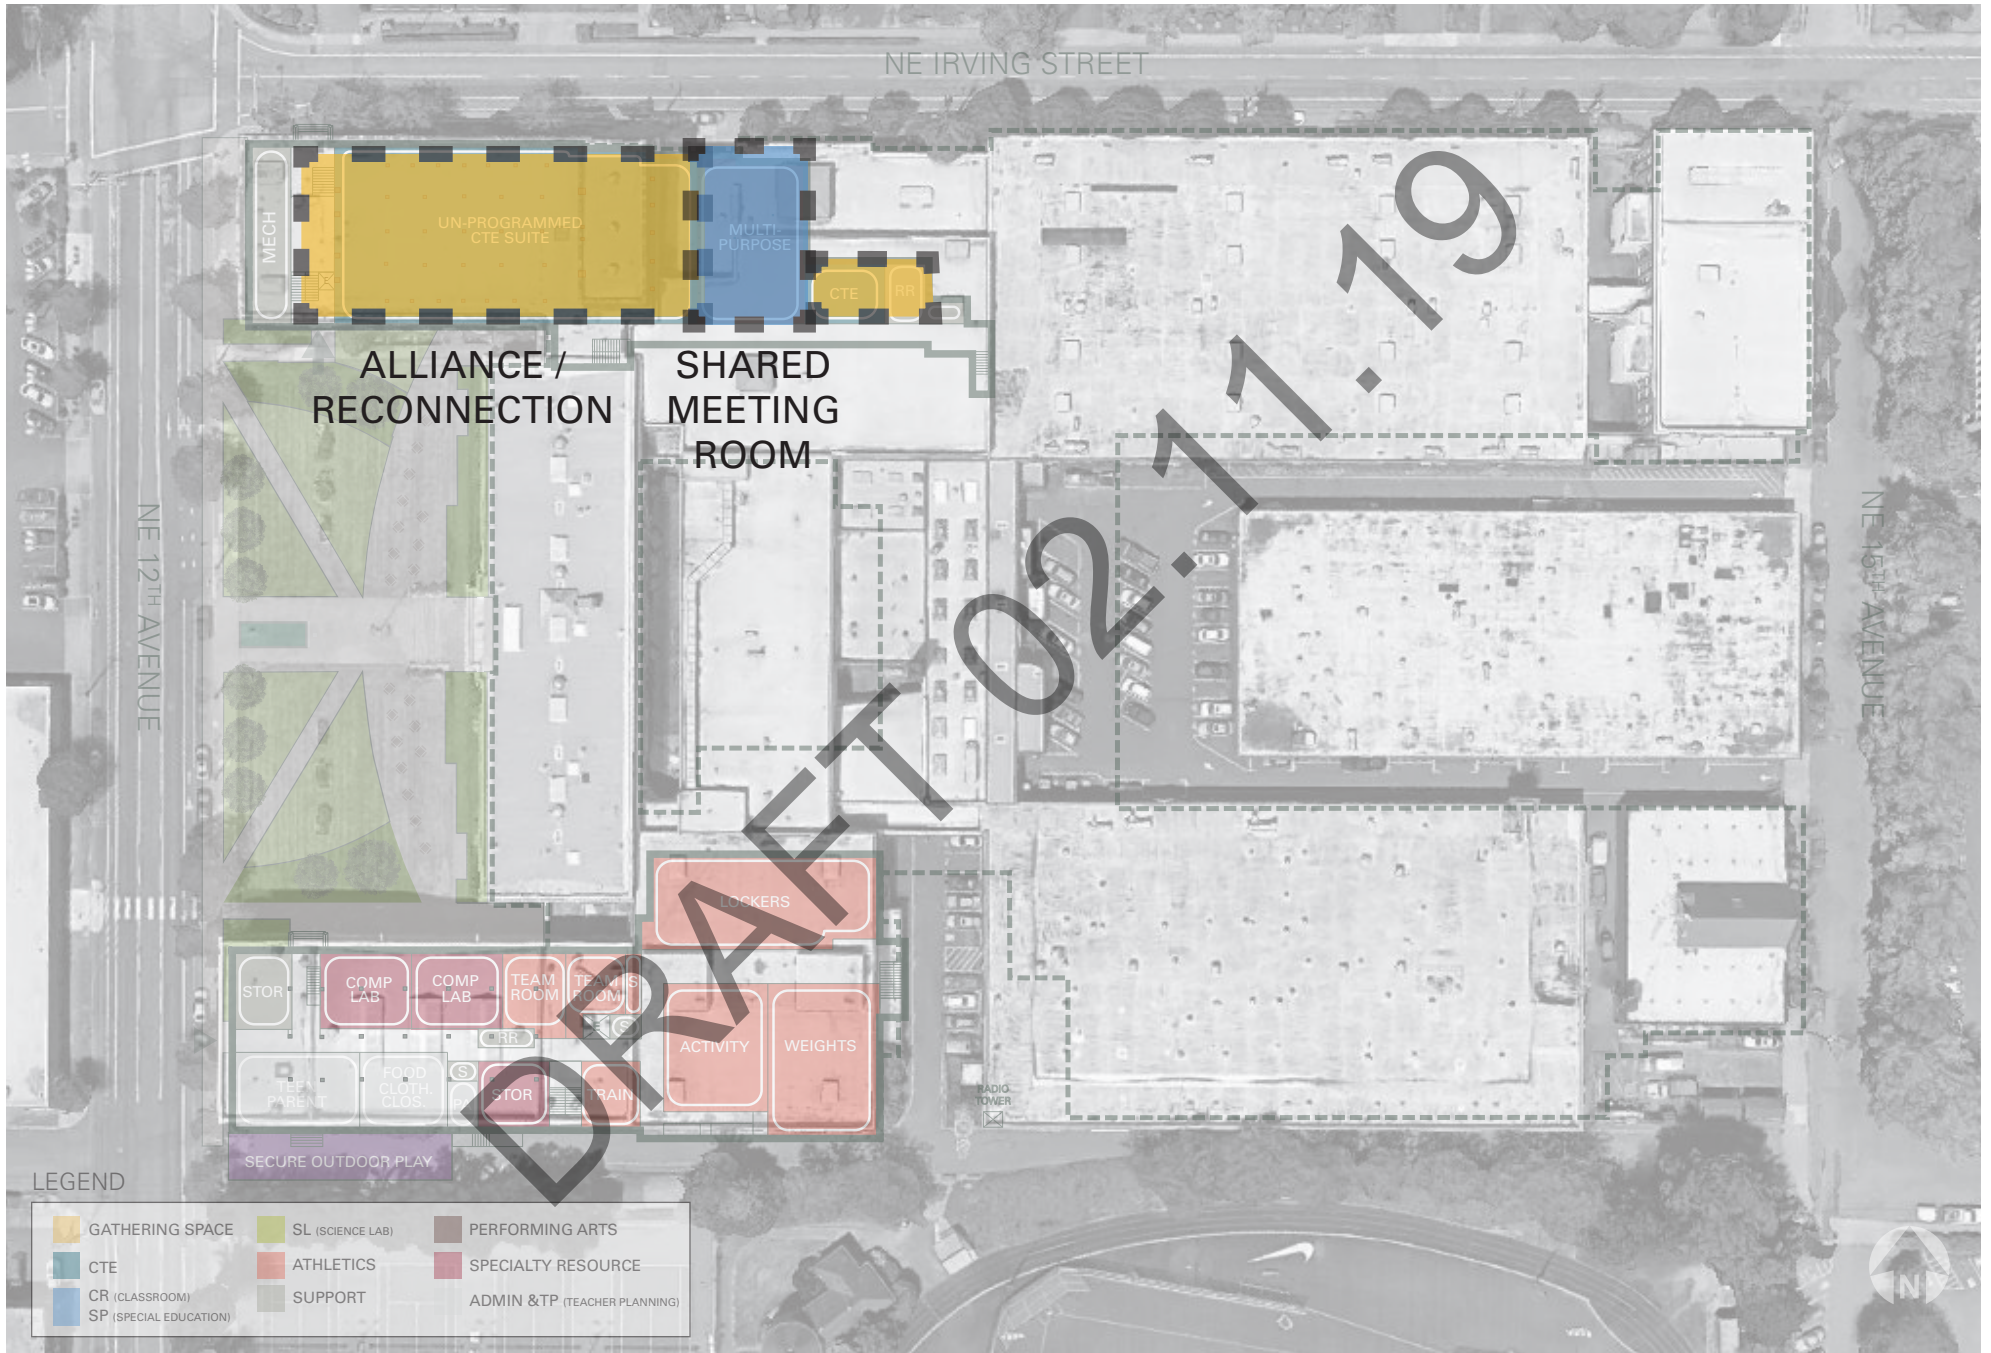 NE IRVING STREET
MECH
UN-PROGRAMMED
CTE SUITE
MULTI-
PURPOSE
CTE
RR
ALLIANCE /
RECONNECTION
SHARED
MEETING
ROOM
NE 12TH AVENUE
NE 15TH AVENUE
DRAFT 02.11.19
LOCKERS
STOR
COMP
LAB
COMP
LAB
TEAM
ROOM
TEAM
ROOM
S
S
RR
ACTIVITY
WEIGHTS
TEEN
PARENT
FOOD
CLOTH.
CLOS.
S
STOR
TRAIN
RADIO
TOWER
SECURE OUTDOOR PLAY
LEGEND
GATHERING SPACE
CTE
CR (CLASSROOM)
SP (SPECIAL EDUCATION)
SL (SCIENCE LAB)
ATHLETICS
SUPPORT
PERFORMING ARTS
SPECIALTY RESOURCE
ADMIN &TP (TEACHER PLANNING)
N